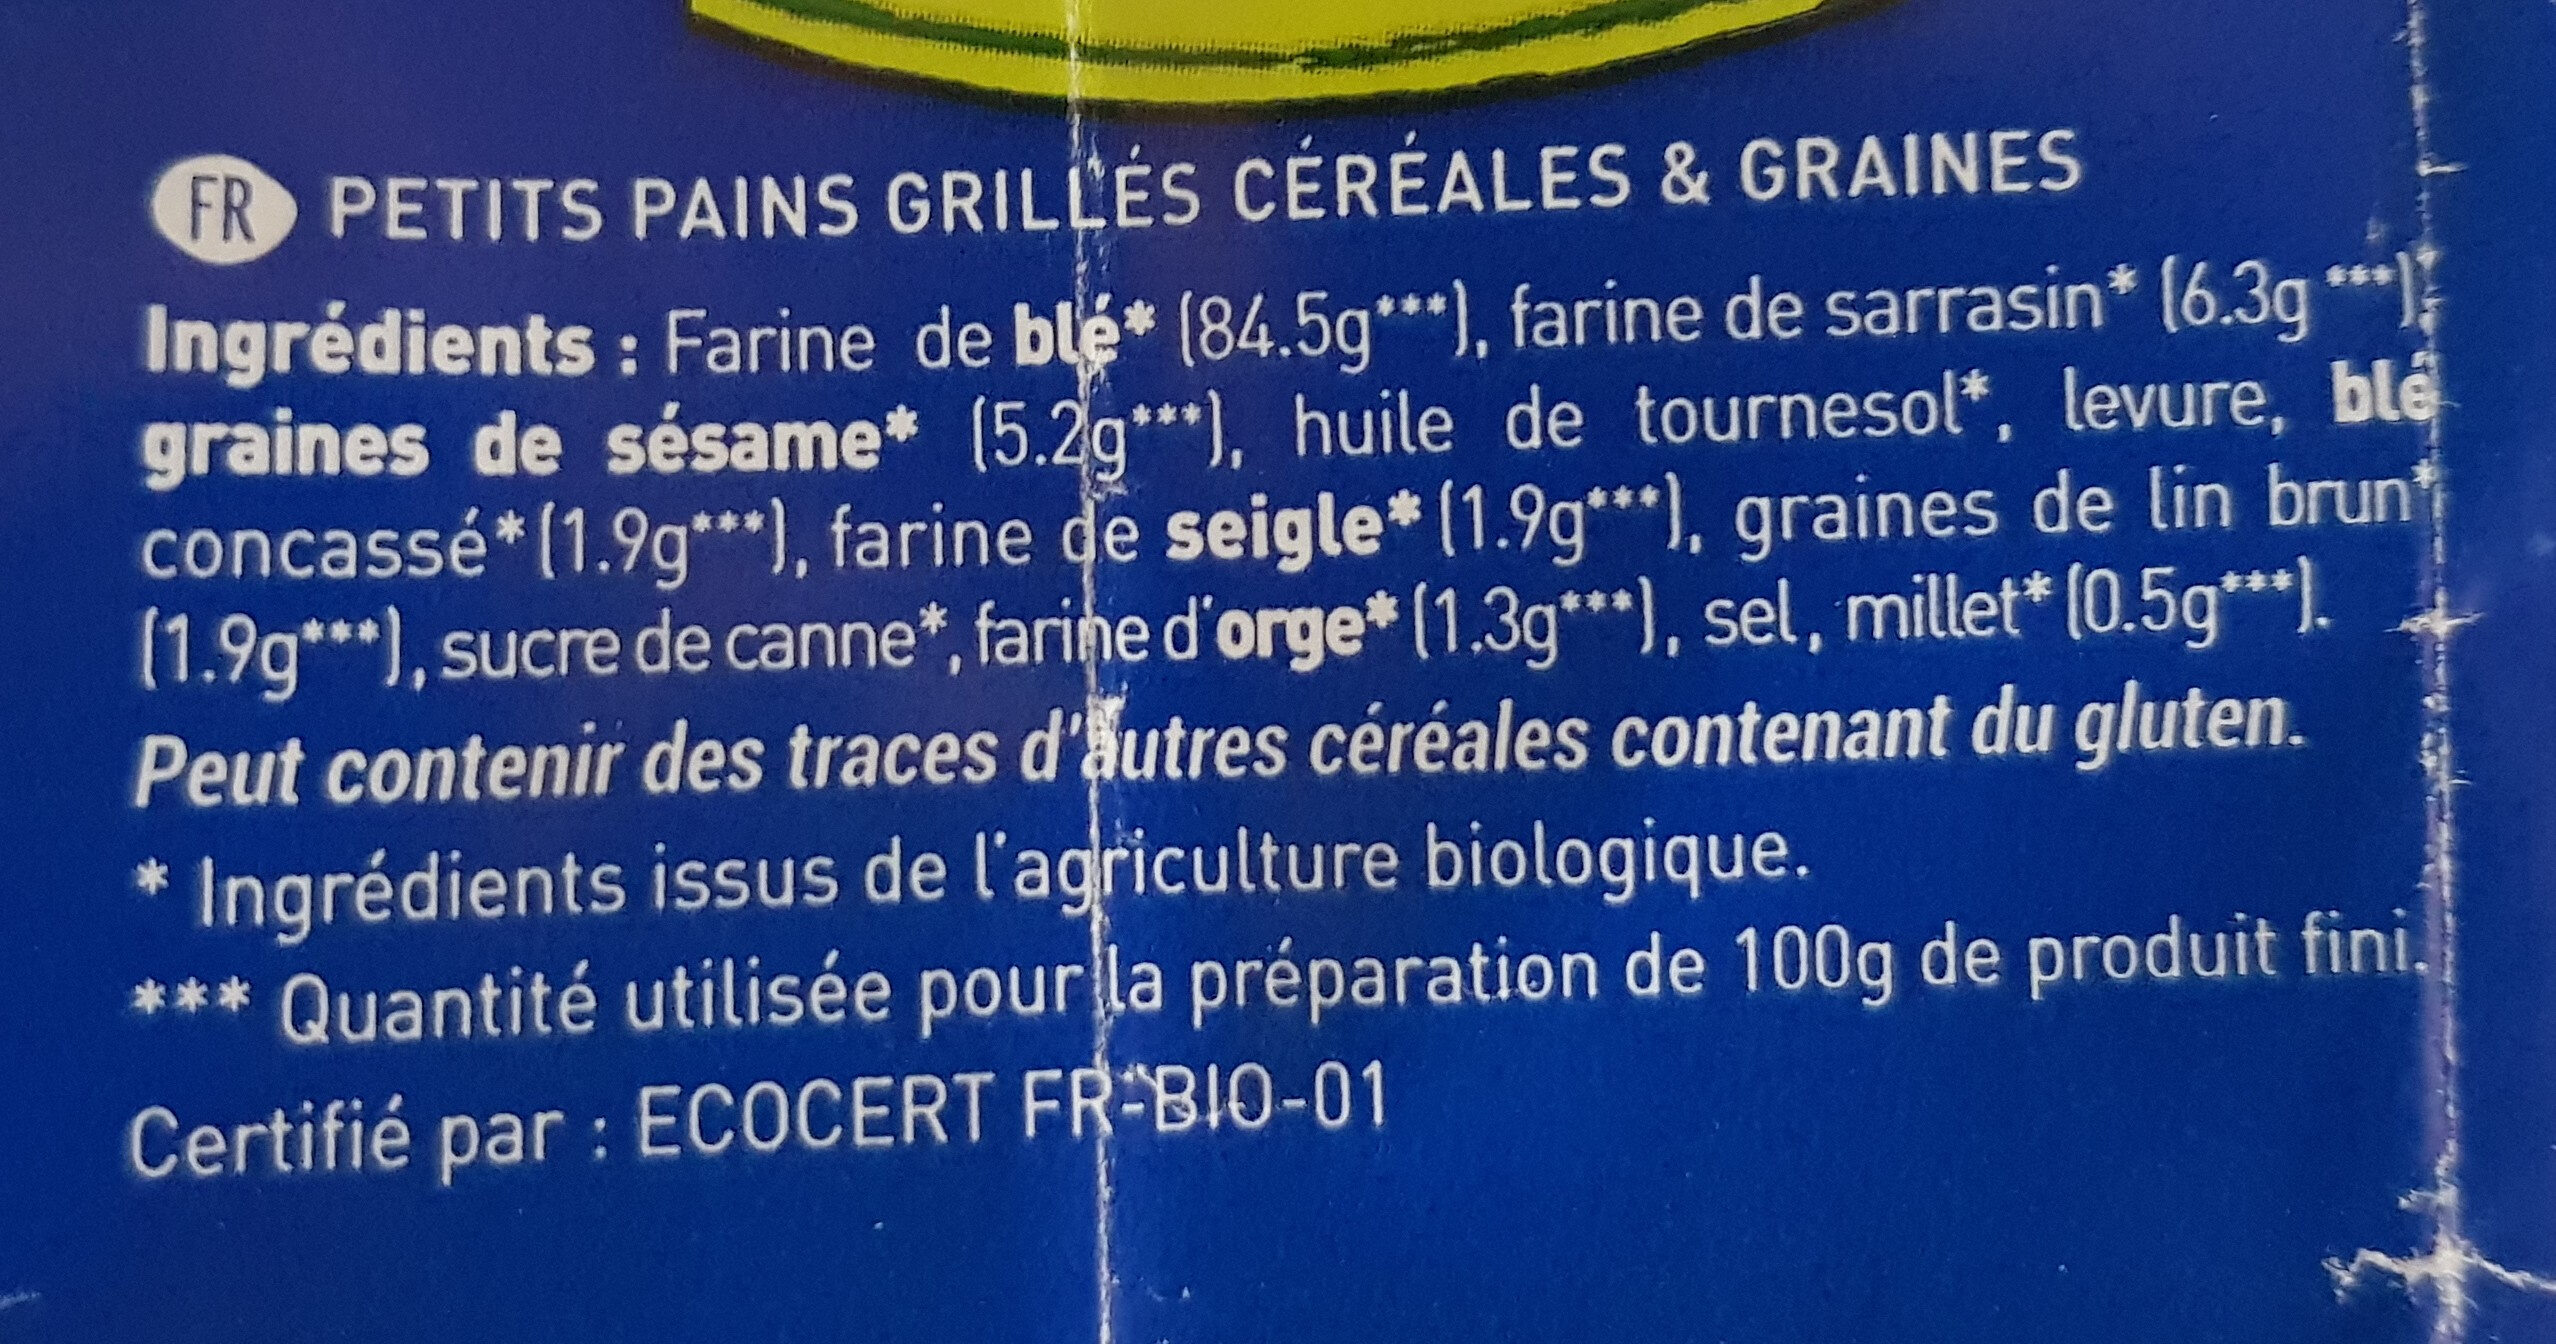 FR PETITS PAINS GRILLÉS CÉRÉALES & GRAINES
Ingrédients : Farine de blé* (84.5g***), farine de sarrasin* (6.3g ***),
graines de sésame* (5.2g***), huile de tournesol*, levure, blé
concassé* (1.9g***), farine de seigle* (1.9g***), graines de lin brun*
(1.9g***), sucre de canne*, farine d'orge* (1.3g***), sel, millet* (0.5g***).
Peut contenir des traces d'autres céréales contenant du gluten.
* Ingrédients issus de l'agriculture biologique.
*** Quantité utilisée pour la préparation de 100g de produit fini.
Certifié par : ECOCERT FR-BIO-01